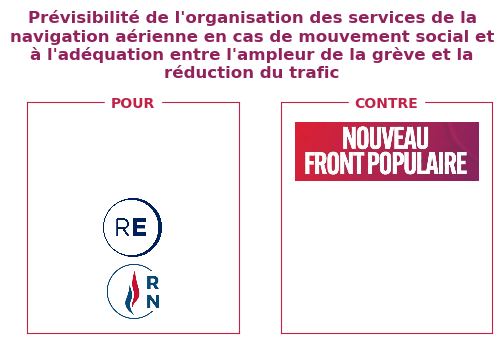 Prévisibilité de l'organisation des services de la
navigation aérienne en cas de mouvement social et
à l'adéquation entre l'ampleur de la grève et la
réduction du trafic
POUR
CONTRE
NOUVEAU
FRONT POPULAIRE
RE
R
N